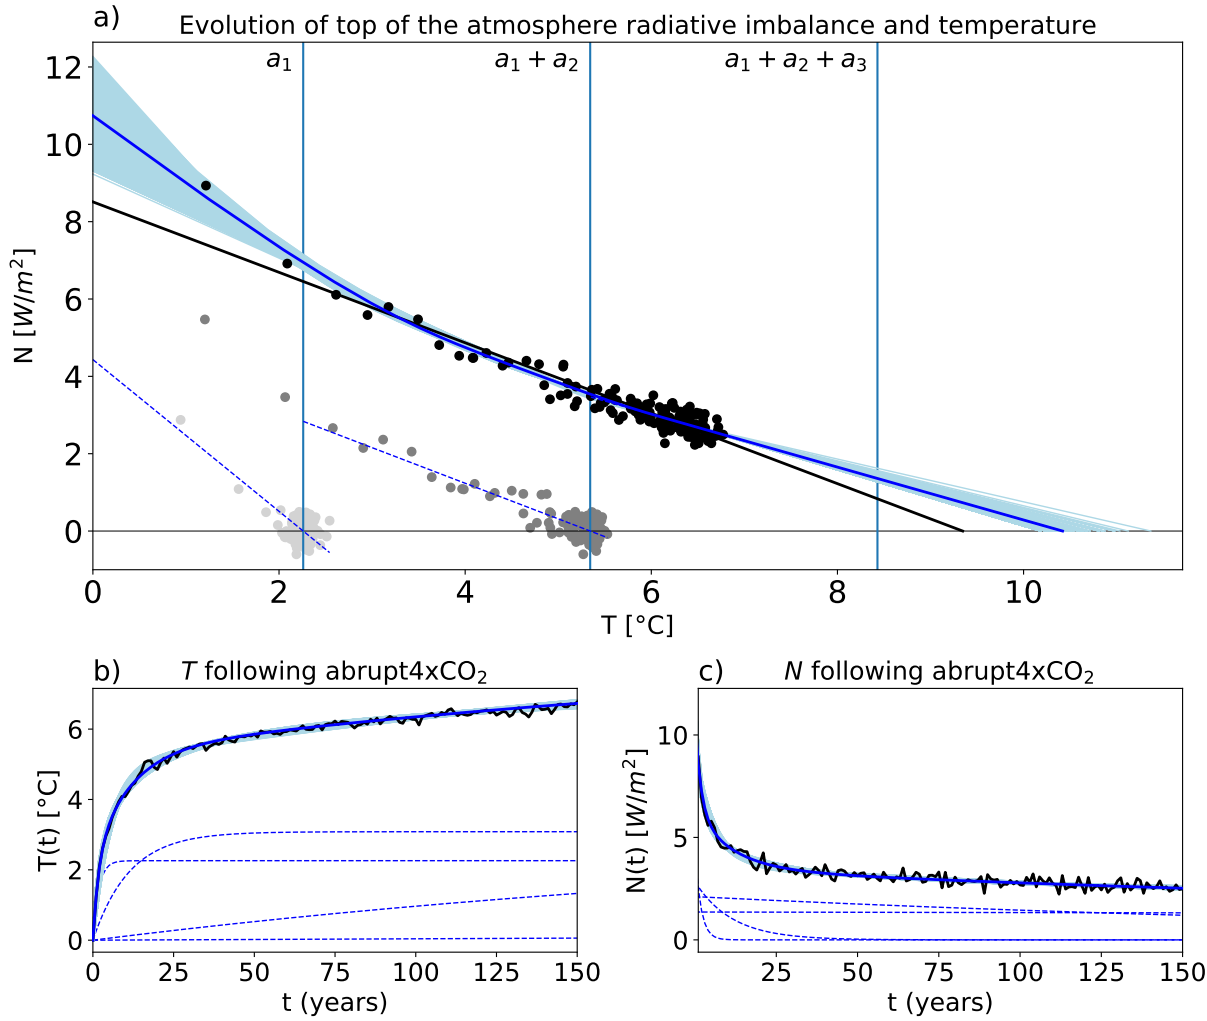 a)
Evolution of top of the atmosphere radiative imbalance and temperature
a₁
a₁ + a₂
a₁ + a₂ + a₃
12
10
8
6
4
2
0
N [W/m²]
0 2 4 6 8 10
T [°C]
b)
T following abrupt4xCO₂
6
4
2
0
T(t) [°C]
0 25 50 75 100 125 150
t (years)
c)
N following abrupt4xCO₂
10
5
0
N(t) [W/m²]
25 50 75 100 125 150
t (years)